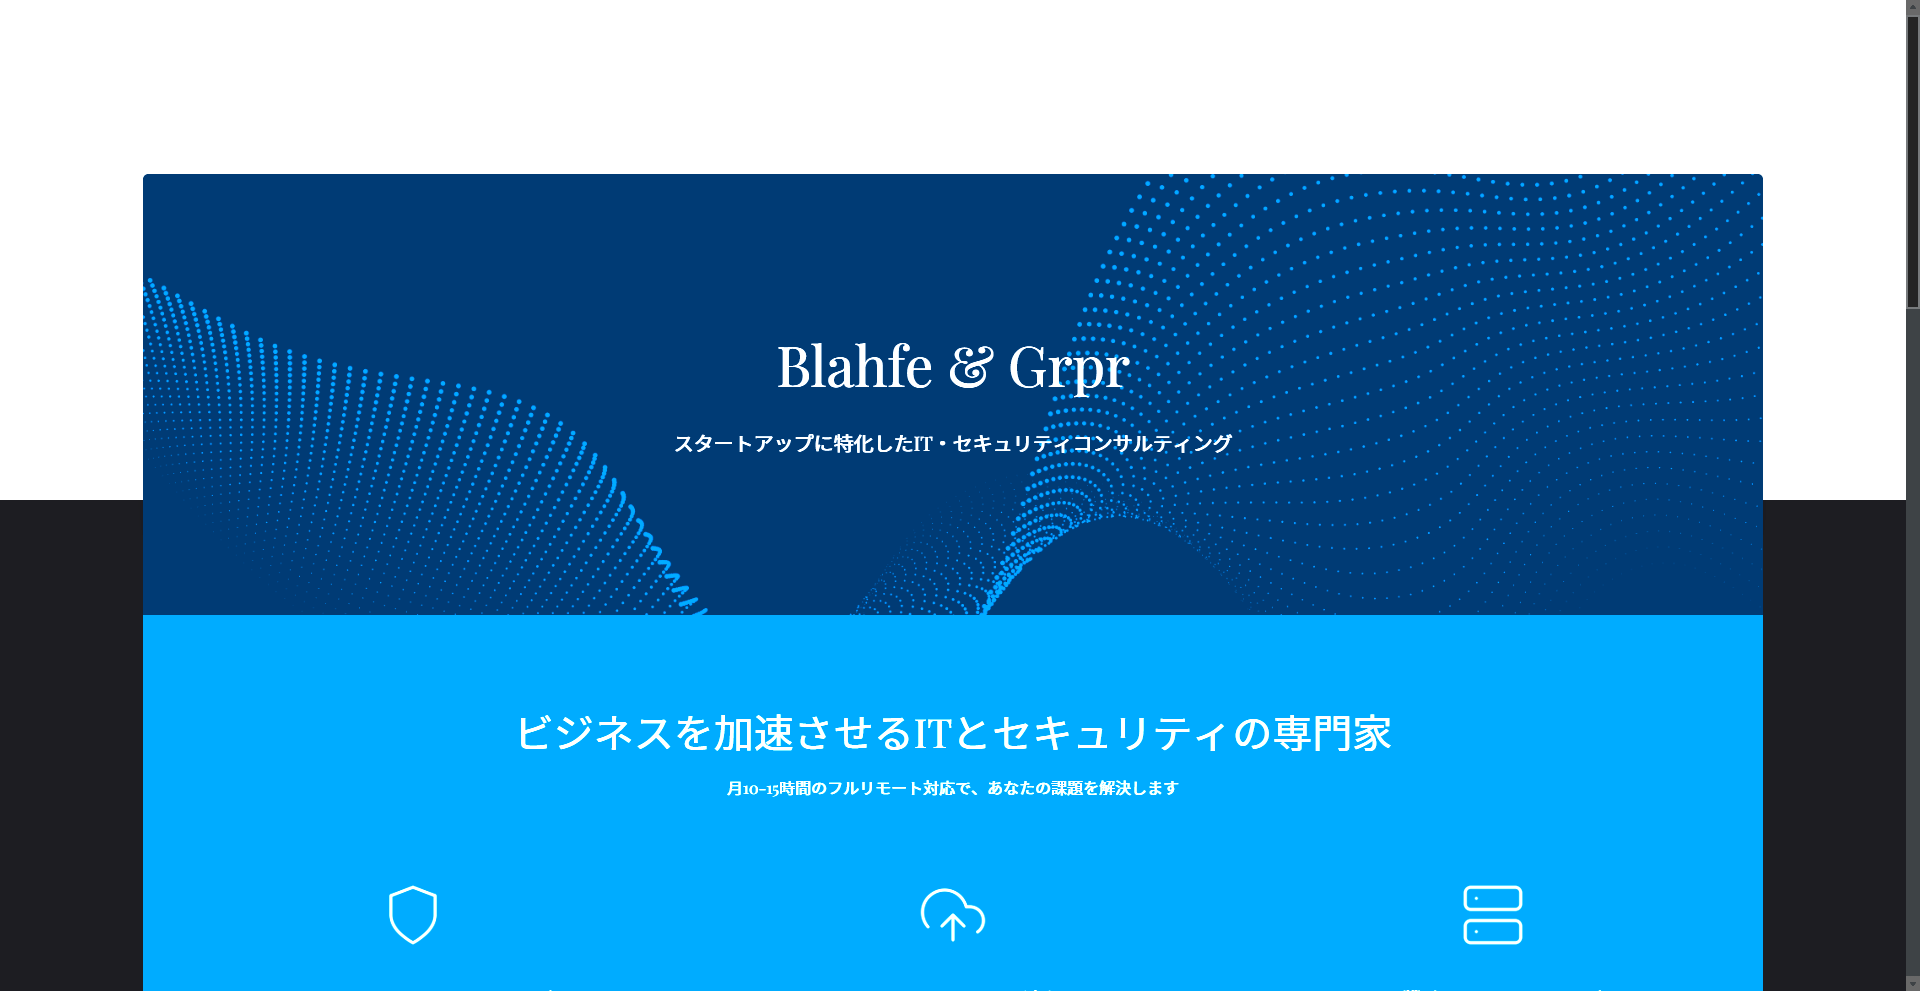 Blahfe & Grpr
スタートアップに特化したIT・セキュリティコンサルティング
ビジネスを加速させるITとセキュリティの専門家
月10-15時間のフルリモート対応で、あなたの課題を解決します